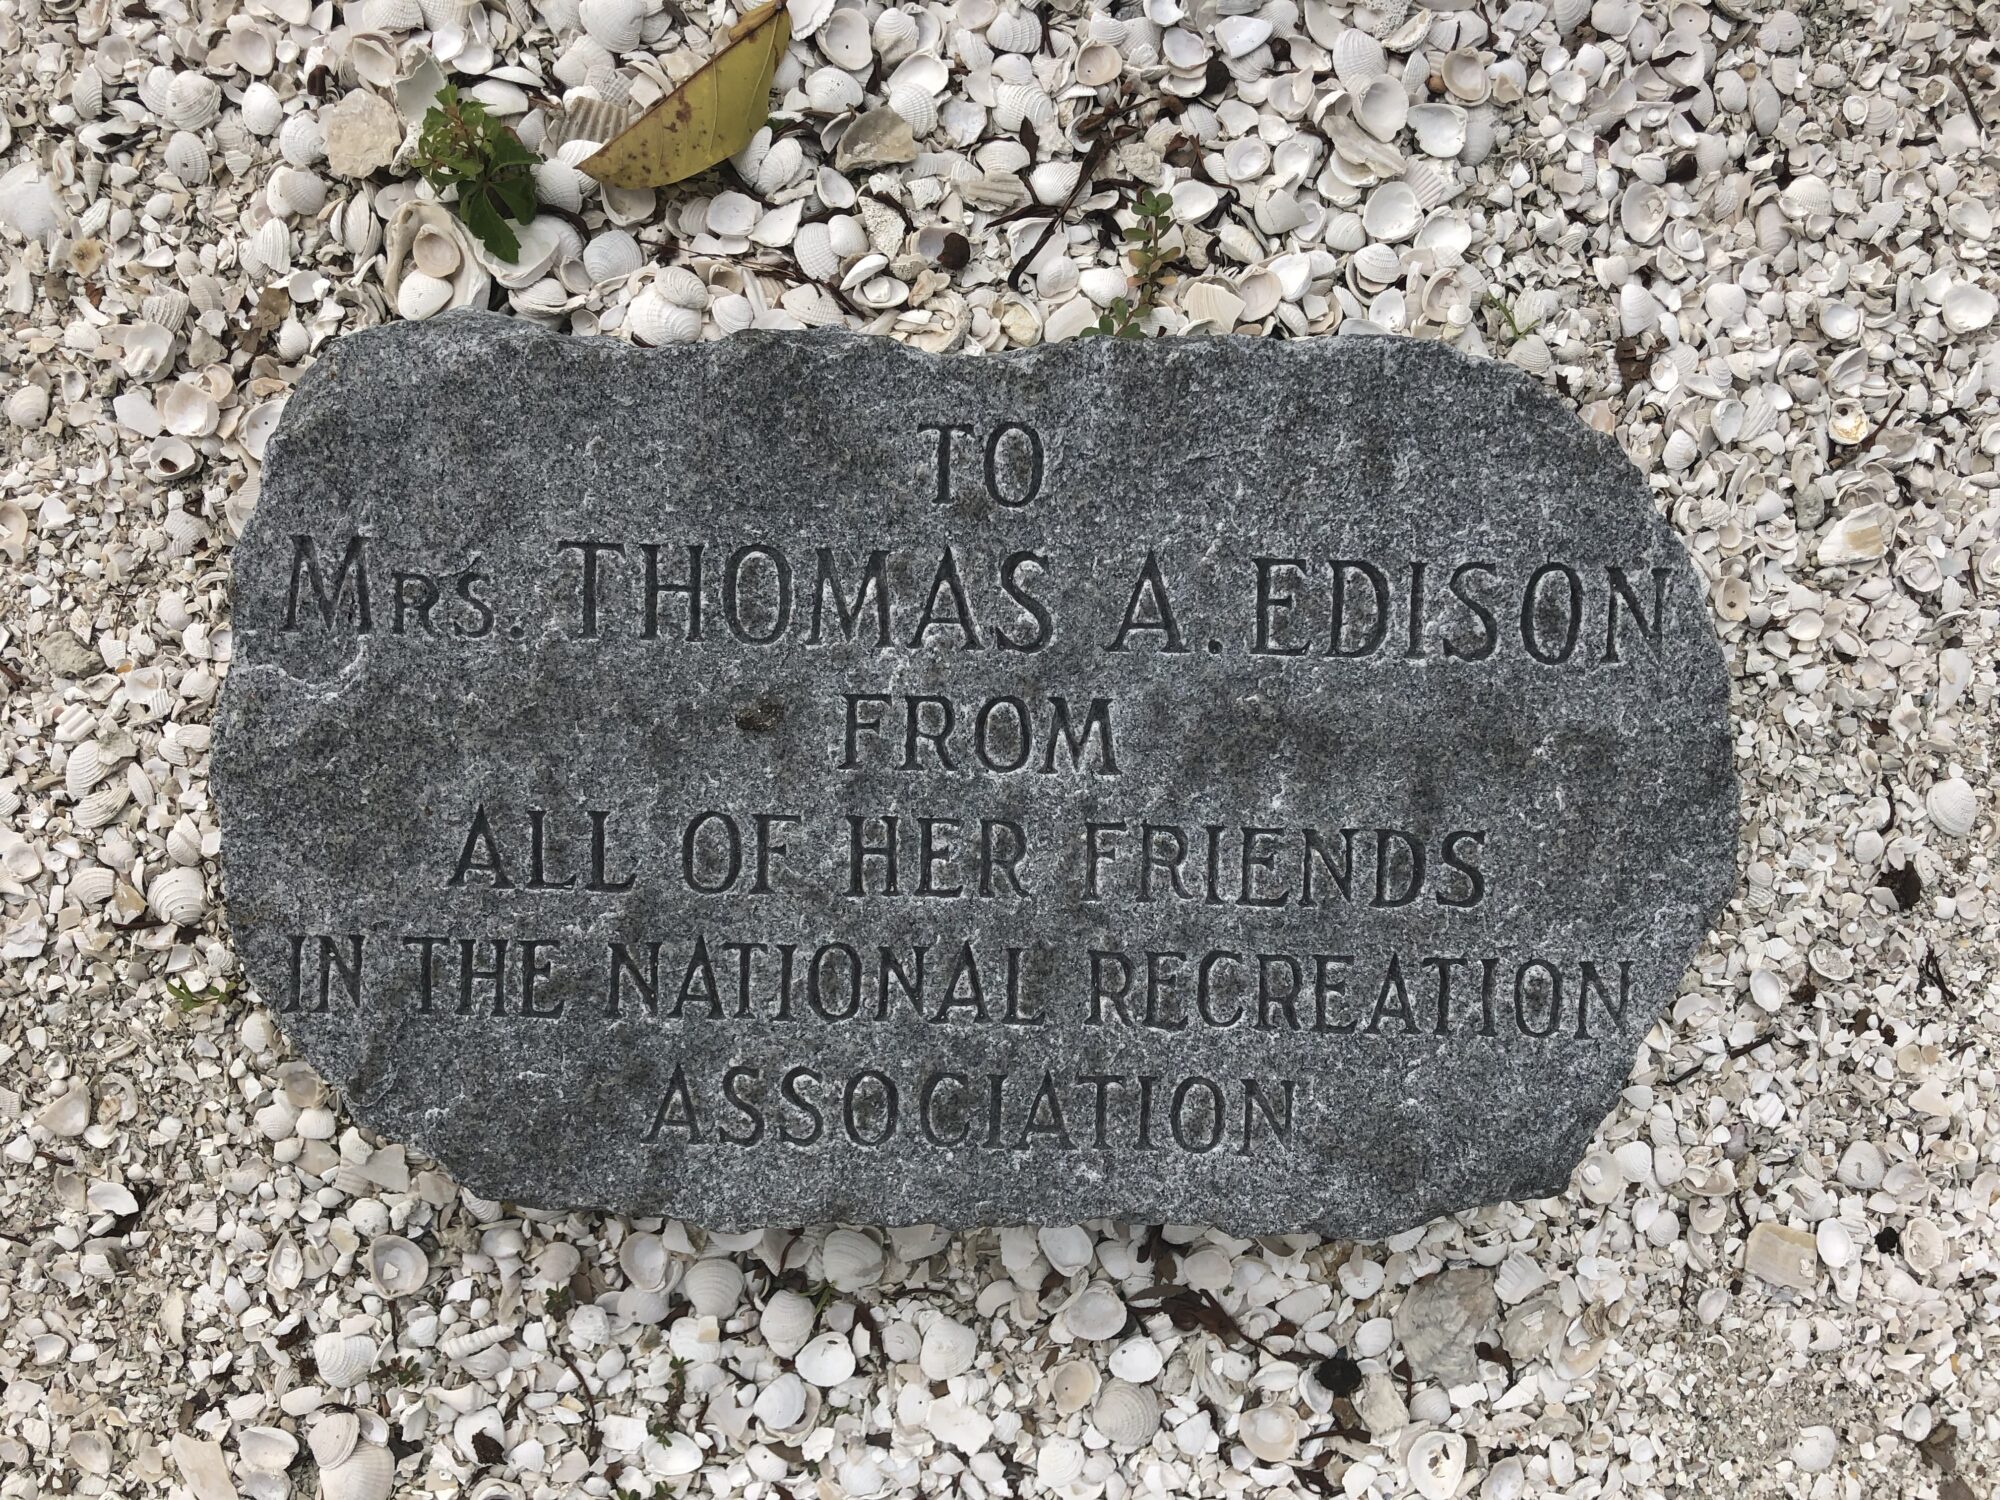 TO
MRS. THOMAS A. EDISON
FROM
ALL OF HER FRIENDS
IN THE NATIONAL RECREATION
ASSOCIATION